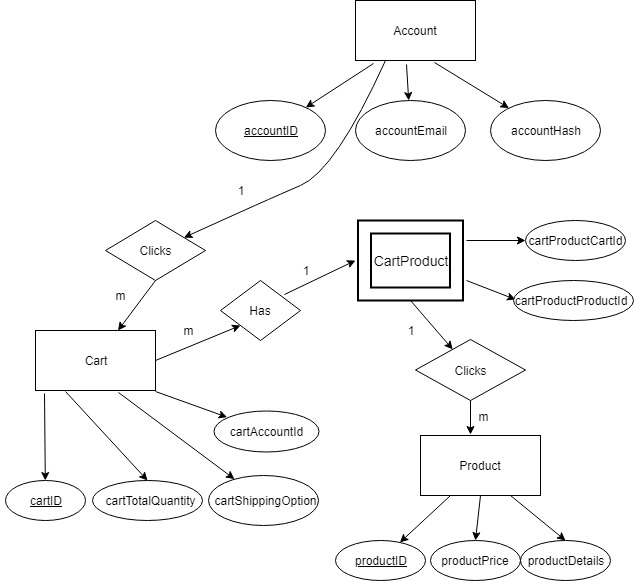 Account
accountID
accountEmail
accountHash
1
Clicks
cartProductCartId
CartProduct
1
m
cartProductProductId
Has
m
1
Cart
Clicks
m
cartAccountId
Product
cartID
cartTotalQuantity
cartShippingOption
productID
productPrice
productDetails